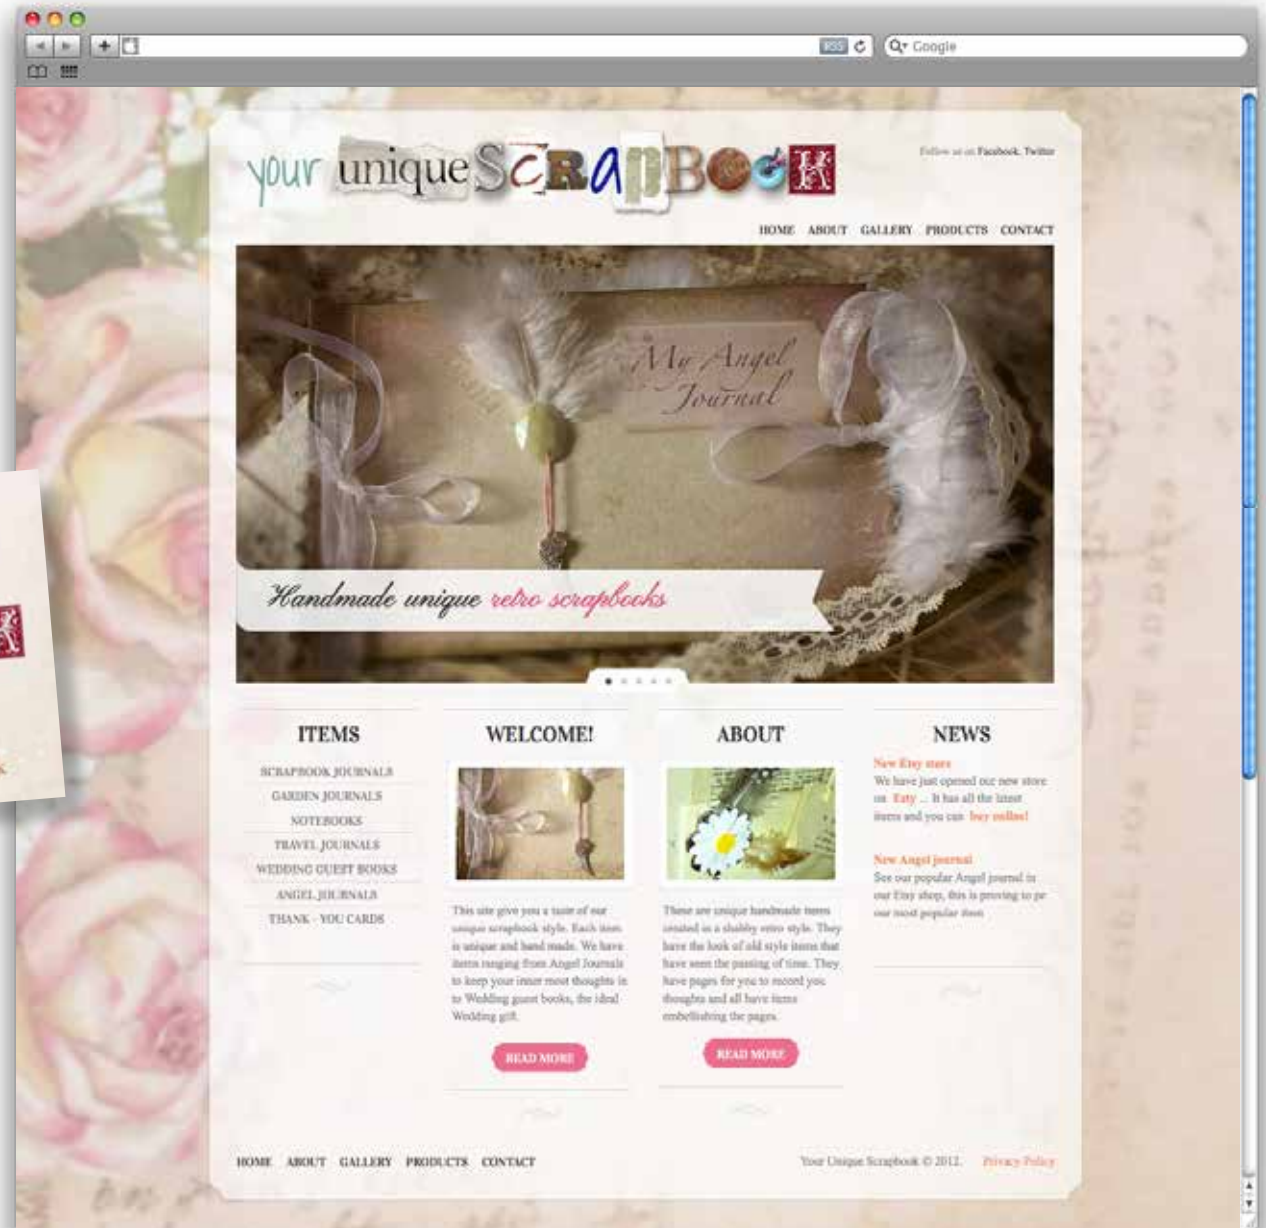 RSS
Google
your unique SCRAPBOOK
Follow us on Facebook, Twitter
HOME ABOUT GALLERY PRODUCTS CONTACT
My Angel
Journal
Handmade unique retro scrapbooks
ITEMS
SCRAPBOOK JOURNALS
GARDEN JOURNALS
NOTEBOOKS
TRAVEL JOURNALS
WEDDING GUEST BOOKS
ANGEL JOURNALS
THANK - YOU CARDS
WELCOME!
This site give you a taste of our
unique scrapbook style. Each item
is unique and hand made. We have
items ranging from Angel Journals
to keep your inner most thoughts in
to Wedding guest books, the ideal
Wedding gift.
READ MORE
ABOUT
These are unique handmade items
created in a shabby retro style. They
have the look of old style items that
have seen the passing of time. They
have pages for you to record you
thoughts and all have items
embellishing the pages.
READ MORE
NEWS
New Etsy store
We have just opened our new store
on Esty ... It has all the latest
items and you can buy online!
New Angel journal
See our popular Angel journal in
our Etsy shop, this is proving to pe
our most popular item
HOME ABOUT GALLERY PRODUCTS CONTACT
Your Unique Scrapbook © 2012. Privacy Policy
K
FOR THE ADDRESS